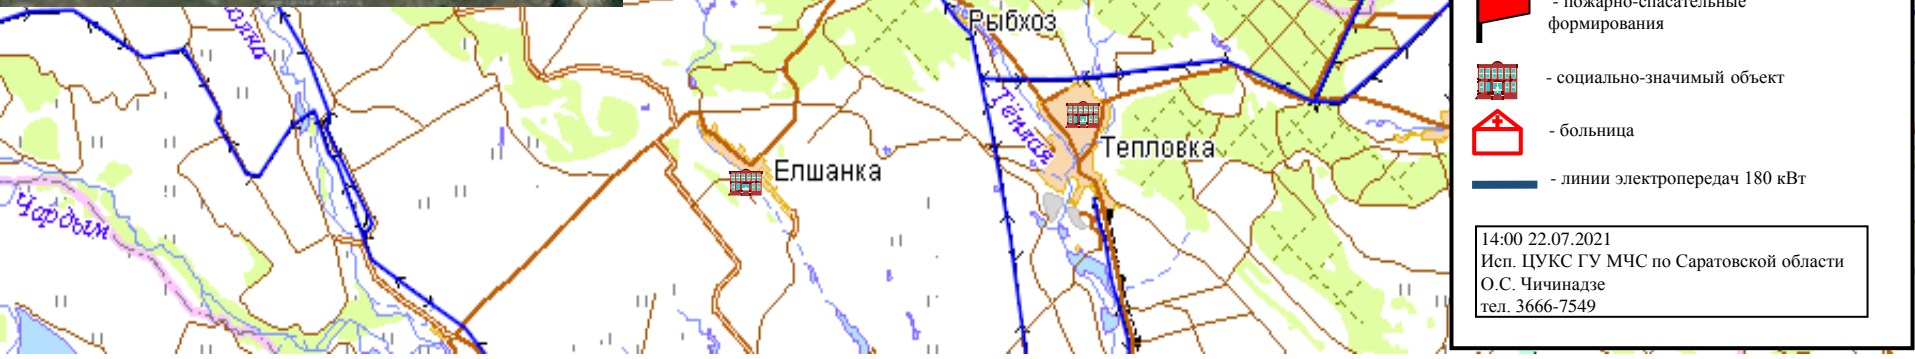 Рыбхоз
Тёплая
Тепловка
Елшанка
Чардым
- пожарно-спасательные
формирования
- социально-значимый объект
- больница
- линии электропередач 180 кВт
14:00 22.07.2021
Исп. ЦУКС ГУ МЧС по Саратовской области
О.С. Чичинадзе
тел. 3666-7549